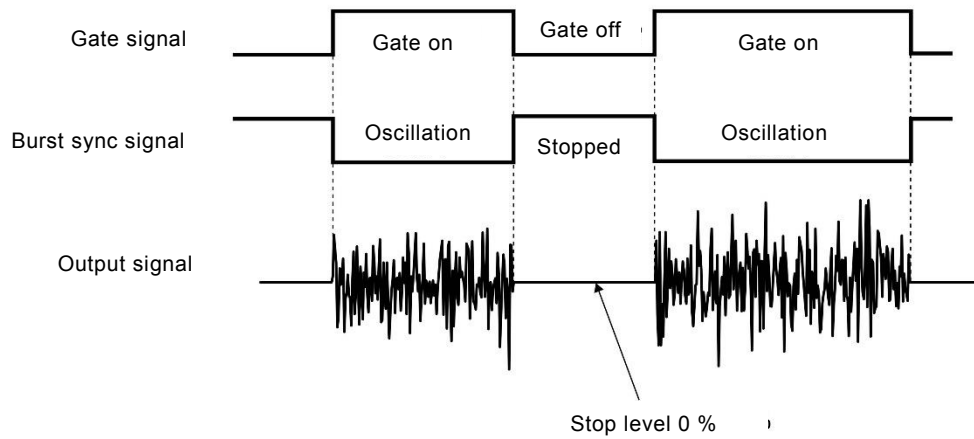 Gate signal
Gate on
Gate off
Gate on
Burst sync signal
Oscillation
Stopped
Oscillation
Output signal
Stop level 0 %